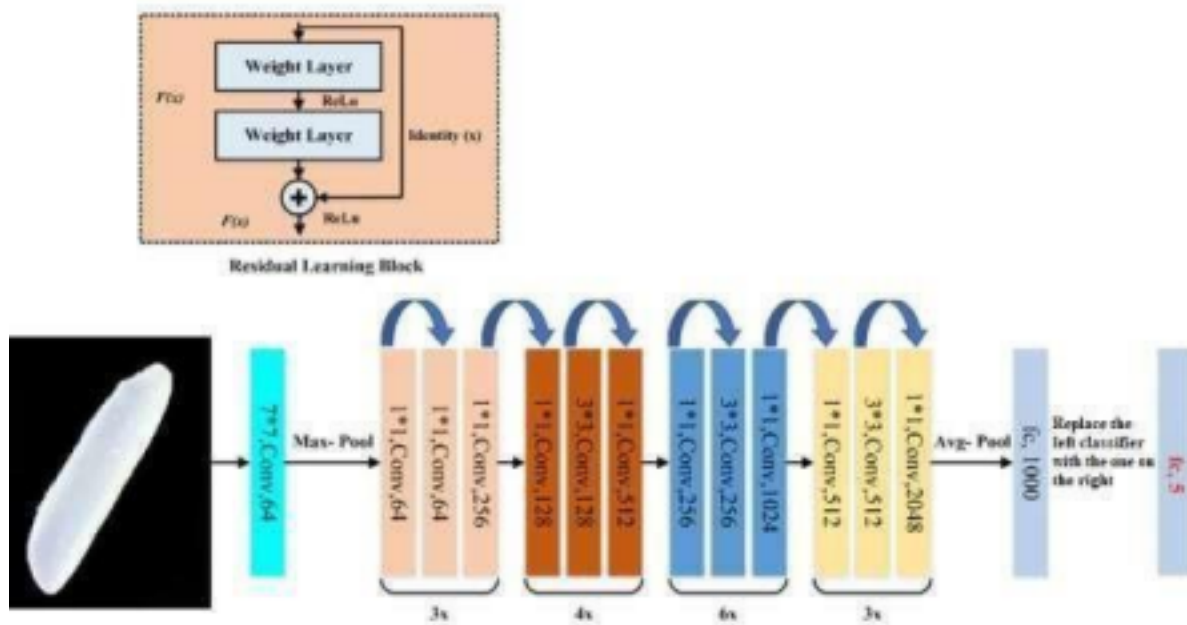 Weight Layer
F(x)
ReLu
Weight Layer
Identity (x)
F(x)
ReLu
Residual Learning Block
7*7,Conv,64
Max- Pool
1*1,Conv,64
1*1,Conv,64
1*1,Conv,256
1*1,Conv,128
3*3,Conv,128
1*1,Conv,512
1*1,Conv,256
3*3,Conv,256
1*1,Conv,1024
1*1,Conv,512
3*3,Conv,512
1*1,Conv,2048
Avg- Pool
fc, 1000
Replace the
left classifier
with the one on
the right
fc, 5
3x
4x
6x
3x